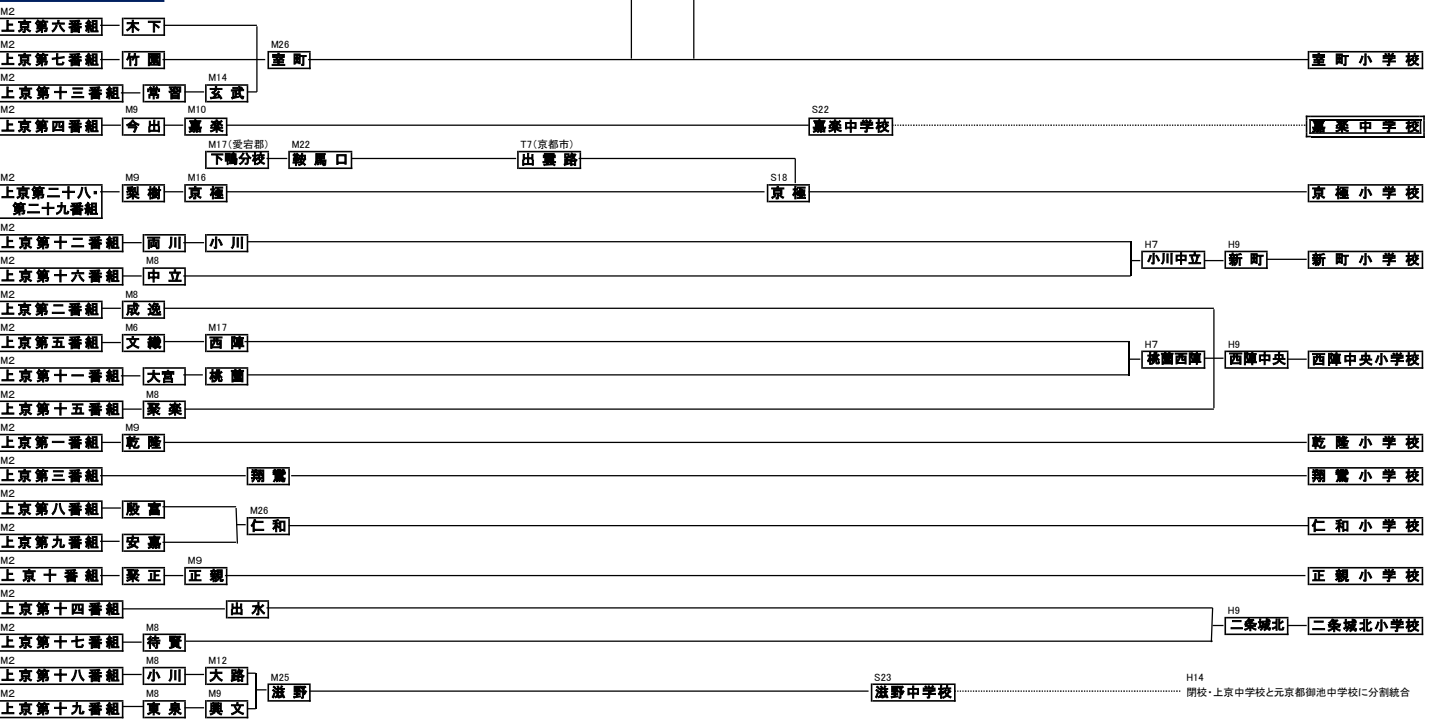 M2
上京第六番組 木下
M2 M26
上京第七番組 竹園 室町 室町小学校
M2 M14
上京第十三番組 常習 玄武
M2 M9 M10 S22
上京第四番組 今出 嘉楽 嘉楽中学校 嘉楽中学校
M17(愛宕郡) M22 T7(京都市)
下鴨分校 鞍馬口 出雲路
M2 M9 M16 S18
上京第二十八・ 梨樹 京極 京極 京極小学校
第二十九番組
M2
上京第十二番組 両川 小川
H7 H9
小川中立 新町 新町小学校
M2 M8
上京第十六番組 中立
M2 M8
上京第二番組 成逸
M2 M6 M17
上京第五番組 文織 西陣
H7 H9
桃薗西陣 西陣中央 西陣中央小学校
M2
上京第十一番組 大宮 桃薗
M2 M8
上京第十五番組 聚楽
M2 M9
上京第一番組 乾隆 乾隆小学校
M2
上京第三番組 翔鸞 翔鸞小学校
M2
上京第八番組 殷富
M26
仁和 仁和小学校
M2
上京第九番組 安嘉
M2 M9
上京十番組 聚正 正親 正親小学校
M2
上京第十四番組 出水
H9
二条城北 二条城北小学校
M2 M8
上京第十七番組 待賢
M2 M8 M12
上京第十八番組 小川 大路
M25 S23 H14
滋野 滋野中学校 閉校・上京中学校と元京都御池中学校に分割統合
M2 M8 M9
上京第十九番組 東泉 興文